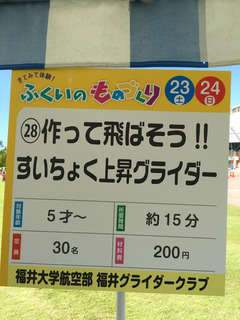 きてみて体験!
ふくいのものづくり 23土 24日
㉘作って飛ばそう!!
すいちょく上昇グライダー
対象年齢 5才～ 所要時間 約15分
定員 30名 材料費 200円
福井大学航空部 福井グライダークラブ